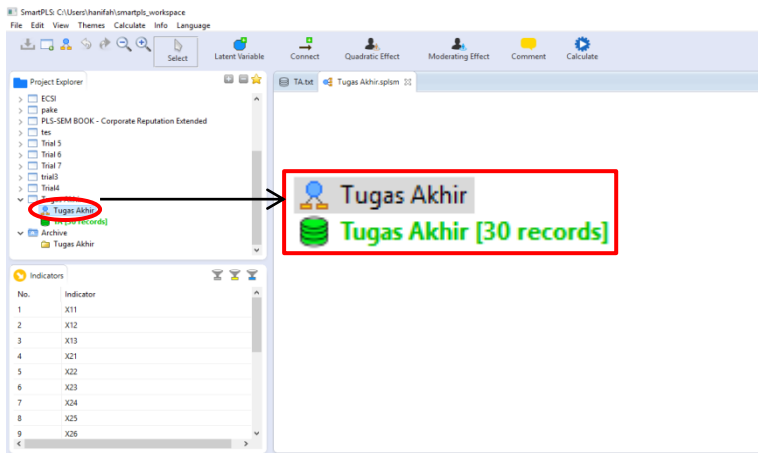 SmartPLS: C:\Users\hanifah\smartpls_workspace
File Edit View Themes Calculate Info Language
Select
Latent Variable
Connect
Quadratic Effect
Moderating Effect
Comment
Calculate
Project Explorer
TA.txt
Tugas Akhir.splsm
ECSI
pake
PLS-SEM BOOK - Corporate Reputation Extended
tes
Trial 5
Trial 6
Trial 7
trial3
Trial4
Tugas Akhir
TA [30 records]
Archive
Tugas Akhir
Tugas Akhir
Tugas Akhir [30 records]
Indicators
No. Indicator
1 X11
2 X12
3 X13
4 X21
5 X22
6 X23
7 X24
8 X25
9 X26